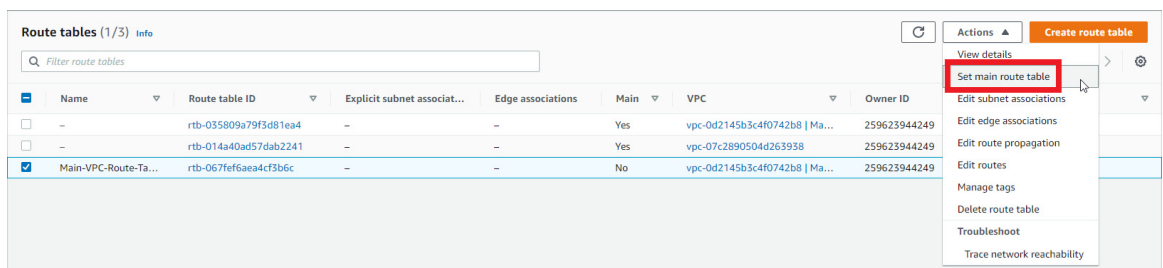 Route tables (1/3) Info
Actions ▲
Create route table
Filter route tables
View details
Set main route table
Edit subnet associations
Edit edge associations
Edit route propagation
Edit routes
Manage tags
Delete route table
Troubleshoot
Trace network reachability
Name Route table ID Explicit subnet associat... Edge associations Main VPC Owner ID
– rtb-035809a79f3d81ea4 – – Yes vpc-0d2145b3c4f0742b8 | Ma... 259623944249
– rtb-014a40ad57dab2241 – – Yes vpc-07c2890504d263938 259623944249
Main-VPC-Route-Ta... rtb-067fef6aea4cf3b6c – – No vpc-0d2145b3c4f0742b8 | Ma... 259623944249